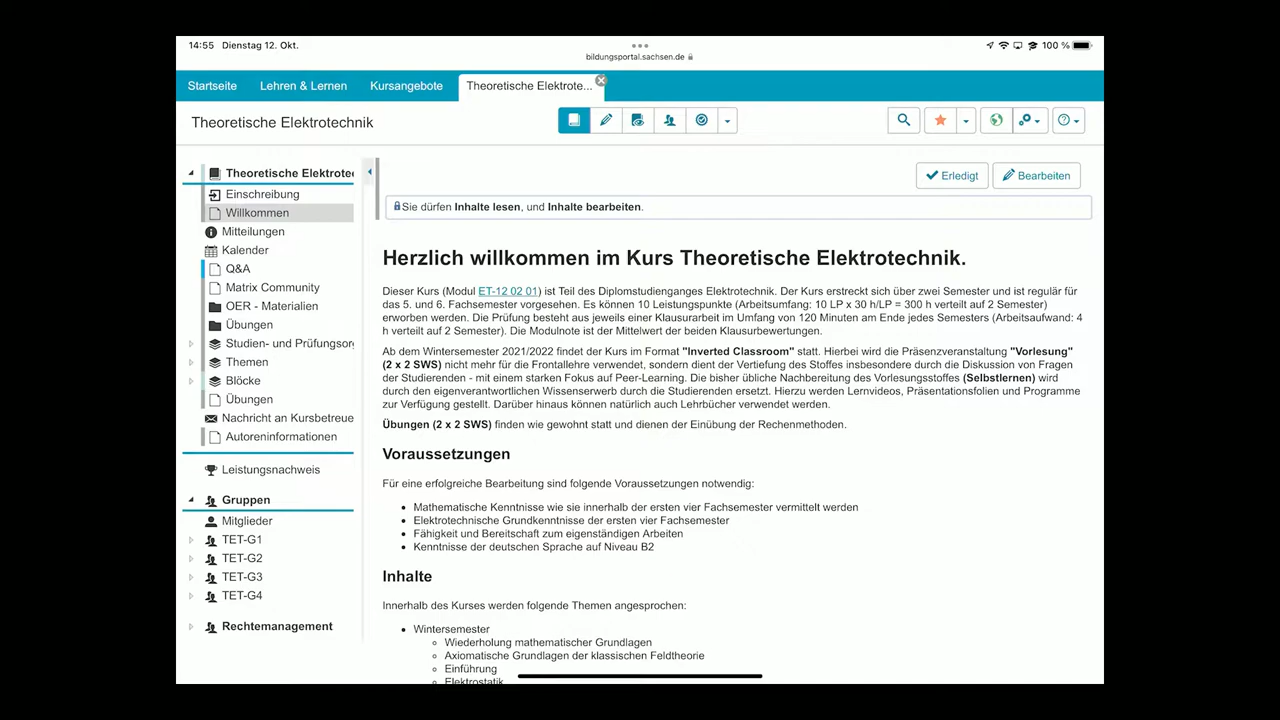 14:55 Dienstag 12. Okt.
bildungsportal.sachsen.de
100 %
Startseite Lehren & Lernen Kursangebote Theoretische Elektrote...
Theoretische Elektrotechnik
Theoretische Elektrotec
Einschreibung
Willkommen
Mitteilungen
Kalender
Q&A
Matrix Community
OER - Materialien
Übungen
Studien- und Prüfungsorg
Themen
Blöcke
Übungen
Nachricht an Kursbetreue
Autoreninformationen
Leistungsnachweis
Gruppen
Mitglieder
TET-G1
TET-G2
TET-G3
TET-G4
Rechtemanagement
Erledigt Bearbeiten
Sie dürfen Inhalte lesen, und Inhalte bearbeiten.
Herzlich willkommen im Kurs Theoretische Elektrotechnik.
Dieser Kurs (Modul ET-12 02 01) ist Teil des Diplomstudienganges Elektrotechnik. Der Kurs erstreckt sich über zwei Semester und ist regulär für
das 5. und 6. Fachsemester vorgesehen. Es können 10 Leistungspunkte (Arbeitsumfang: 10 LP x 30 h/LP = 300 h verteilt auf 2 Semester)
erworben werden. Die Prüfung besteht aus jeweils einer Klausurarbeit im Umfang von 120 Minuten am Ende jedes Semesters (Arbeitsaufwand: 4
h verteilt auf 2 Semester). Die Modulnote ist der Mittelwert der beiden Klausurbewertungen.
Ab dem Wintersemester 2021/2022 findet der Kurs im Format "Inverted Classroom" statt. Hierbei wird die Präsenzveranstaltung "Vorlesung"
(2 x 2 SWS) nicht mehr für die Frontallehre verwendet, sondern dient der Vertiefung des Stoffes insbesondere durch die Diskussion von Fragen
der Studierenden - mit einem starken Fokus auf Peer-Learning. Die bisher übliche Nachbereitung des Vorlesungsstoffes (Selbstlernen) wird
durch den eigenverantwortlichen Wissenserwerb durch die Studierenden ersetzt. Hierzu werden Lernvideos, Präsentationsfolien und Programme
zur Verfügung gestellt. Darüber hinaus können natürlich auch Lehrbücher verwendet werden.
Übungen (2 x 2 SWS) finden wie gewohnt statt und dienen der Einübung der Rechenmethoden.
Voraussetzungen
Für eine erfolgreiche Bearbeitung sind folgende Voraussetzungen notwendig:
Mathematische Kenntnisse wie sie innerhalb der ersten vier Fachsemester vermittelt werden
Elektrotechnische Grundkenntnisse der ersten vier Fachsemester
Fähigkeit und Bereitschaft zum eigenständigen Arbeiten
Kenntnisse der deutschen Sprache auf Niveau B2
Inhalte
Innerhalb des Kurses werden folgende Themen angesprochen:
Wintersemester
Wiederholung mathematischer Grundlagen
Axiomatische Grundlagen der klassischen Feldtheorie
Einführung
Elektrostatik